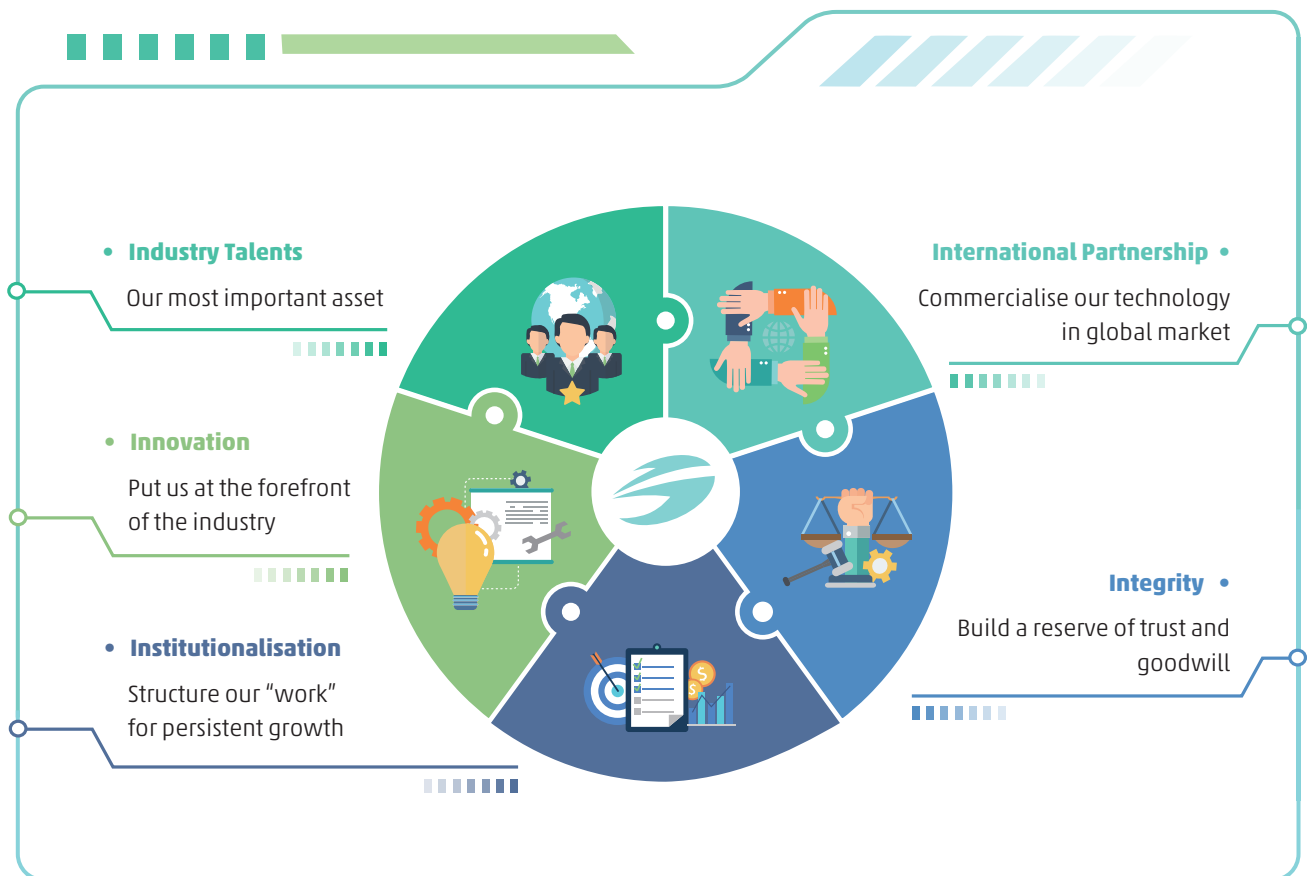 • Industry Talents
Our most important asset
• Innovation
Put us at the forefront
of the industry
• Institutionalisation
Structure our “work”
for persistent growth
International Partnership •
Commercialise our technology
in global market
Integrity •
Build a reserve of trust and
goodwill
$
$